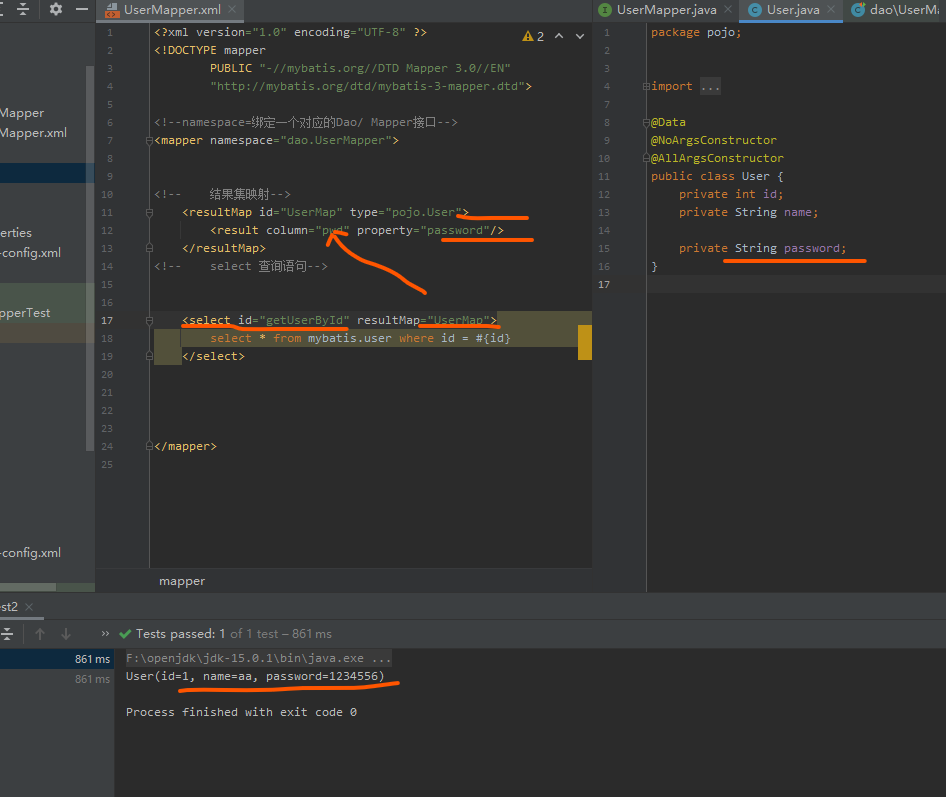 UserMapper.xml
UserMapper.java
User.java
dao\UserMa
Mapper
Mapper.xml
erties
-config.xml
pperTest
-config.xml
2
1 <?xml version="1.0" encoding="UTF-8" ?>
2 <!DOCTYPE mapper
3 PUBLIC "-//mybatis.org//DTD Mapper 3.0//EN"
4 "http://mybatis.org/dtd/mybatis-3-mapper.dtd">
5
6 <!--namespace=绑定一个对应的Dao/ Mapper接口-->
7 <mapper namespace="dao.UserMapper">
8
9
10 <!-- 结果集映射-->
11 <resultMap id="UserMap" type="pojo.User">
12 <result column="pwd" property="password"/>
13 </resultMap>
14 <!-- select 查询语句-->
15
16
17 <select id="getUserById" resultMap="UserMap">
18 select * from mybatis.user where id = #{id}
19 </select>
20
21
22
23
24 </mapper>
25
mapper
1 package pojo;
2
3
4 import ...
7
8 @Data
9 @NoArgsConstructor
10 @AllArgsConstructor
11 public class User {
12 private int id;
13 private String name;
14
15 private String password;
16 }
17
est2
Tests passed: 1 of 1 test – 861 ms
861 ms
861 ms
F:\openjdk\jdk-15.0.1\bin\java.exe ...
User(id=1, name=aa, password=1234556)
Process finished with exit code 0